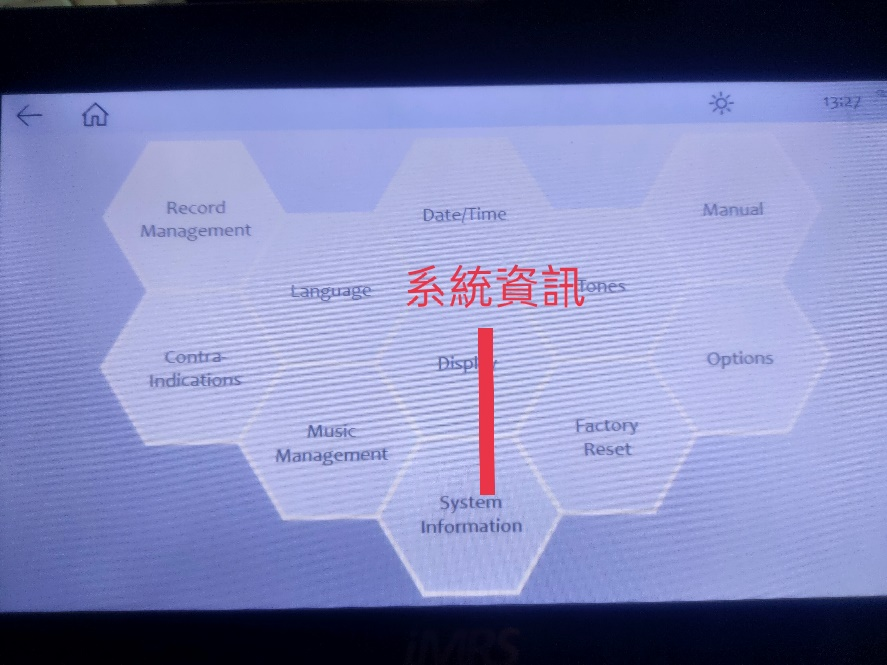 13:27
Record
Management
Date/Time
Manual
Language
系統資訊
Tones
Contra-
Indications
Display
Options
Music
Management
Factory
Reset
System
Information
iMRS